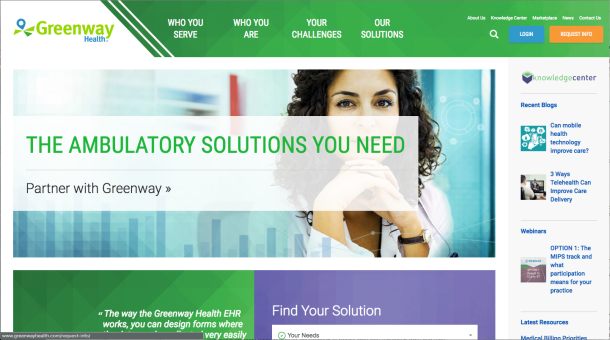 Greenway
Health
WHO YOU
SERVE
WHO YOU
ARE
YOUR
CHALLENGES
OUR
SOLUTIONS
About Us Knowledge Center Marketplace News Contact Us
LOGIN
REQUEST INFO
THE AMBULATORY SOLUTIONS YOU NEED
Partner with Greenway »
knowledgecenter
Recent Blogs
Can mobile
health
technology
improve care?
3 Ways
Telehealth Can
Improve Care
Delivery
Webinars
OPTION 1: The
MIPS track and
what
participation
means for your
practice
Latest Resources
Medical Billing Priorities
« The way the Greenway Health EHR
works, you can design forms where
very easily
Find Your Solution
Your Needs
www.greenwayhealth.com/request-info/